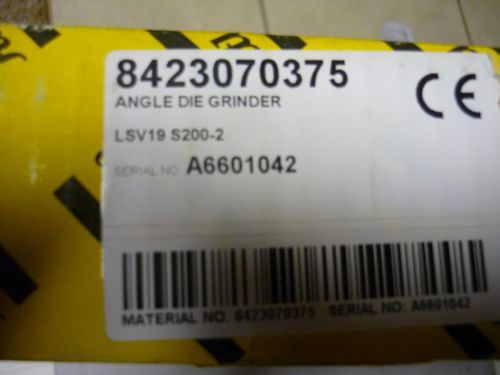 8423070375
CE
ANGLE DIE GRINDER
LSV19 S200-2
SERIAL NO A6601042
MATERIAL NO. 8423070375 SERIAL NO: A6601042